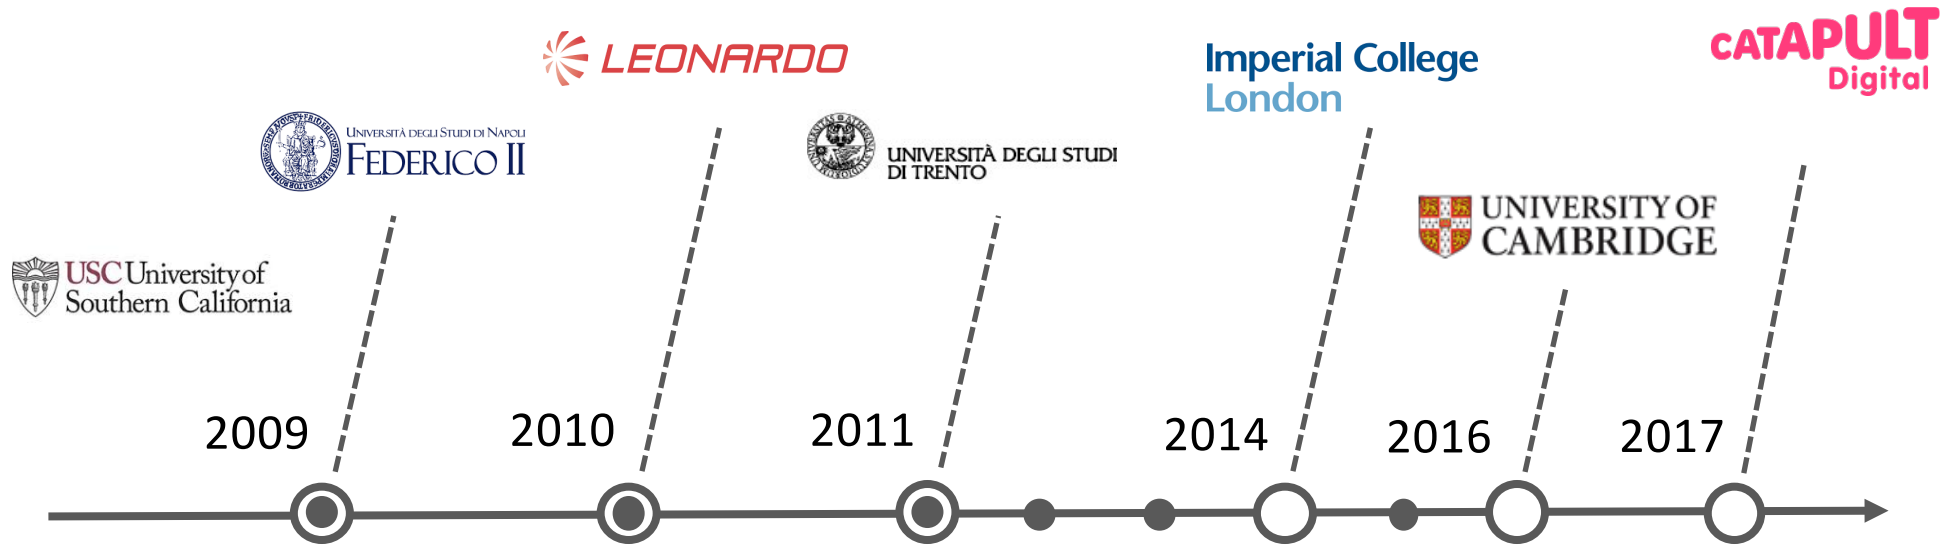 CATAPULT
Digital
LEONARDO
Imperial College
London
UNIVERSITÀ DEGLI STUDI DI NAPOLI
FEDERICO II
UNIVERSITÀ DEGLI STUDI
DI TRENTO
UNIVERSITY OF
CAMBRIDGE
USC University of
Southern California
2009
2010
2011
2014
2016
2017